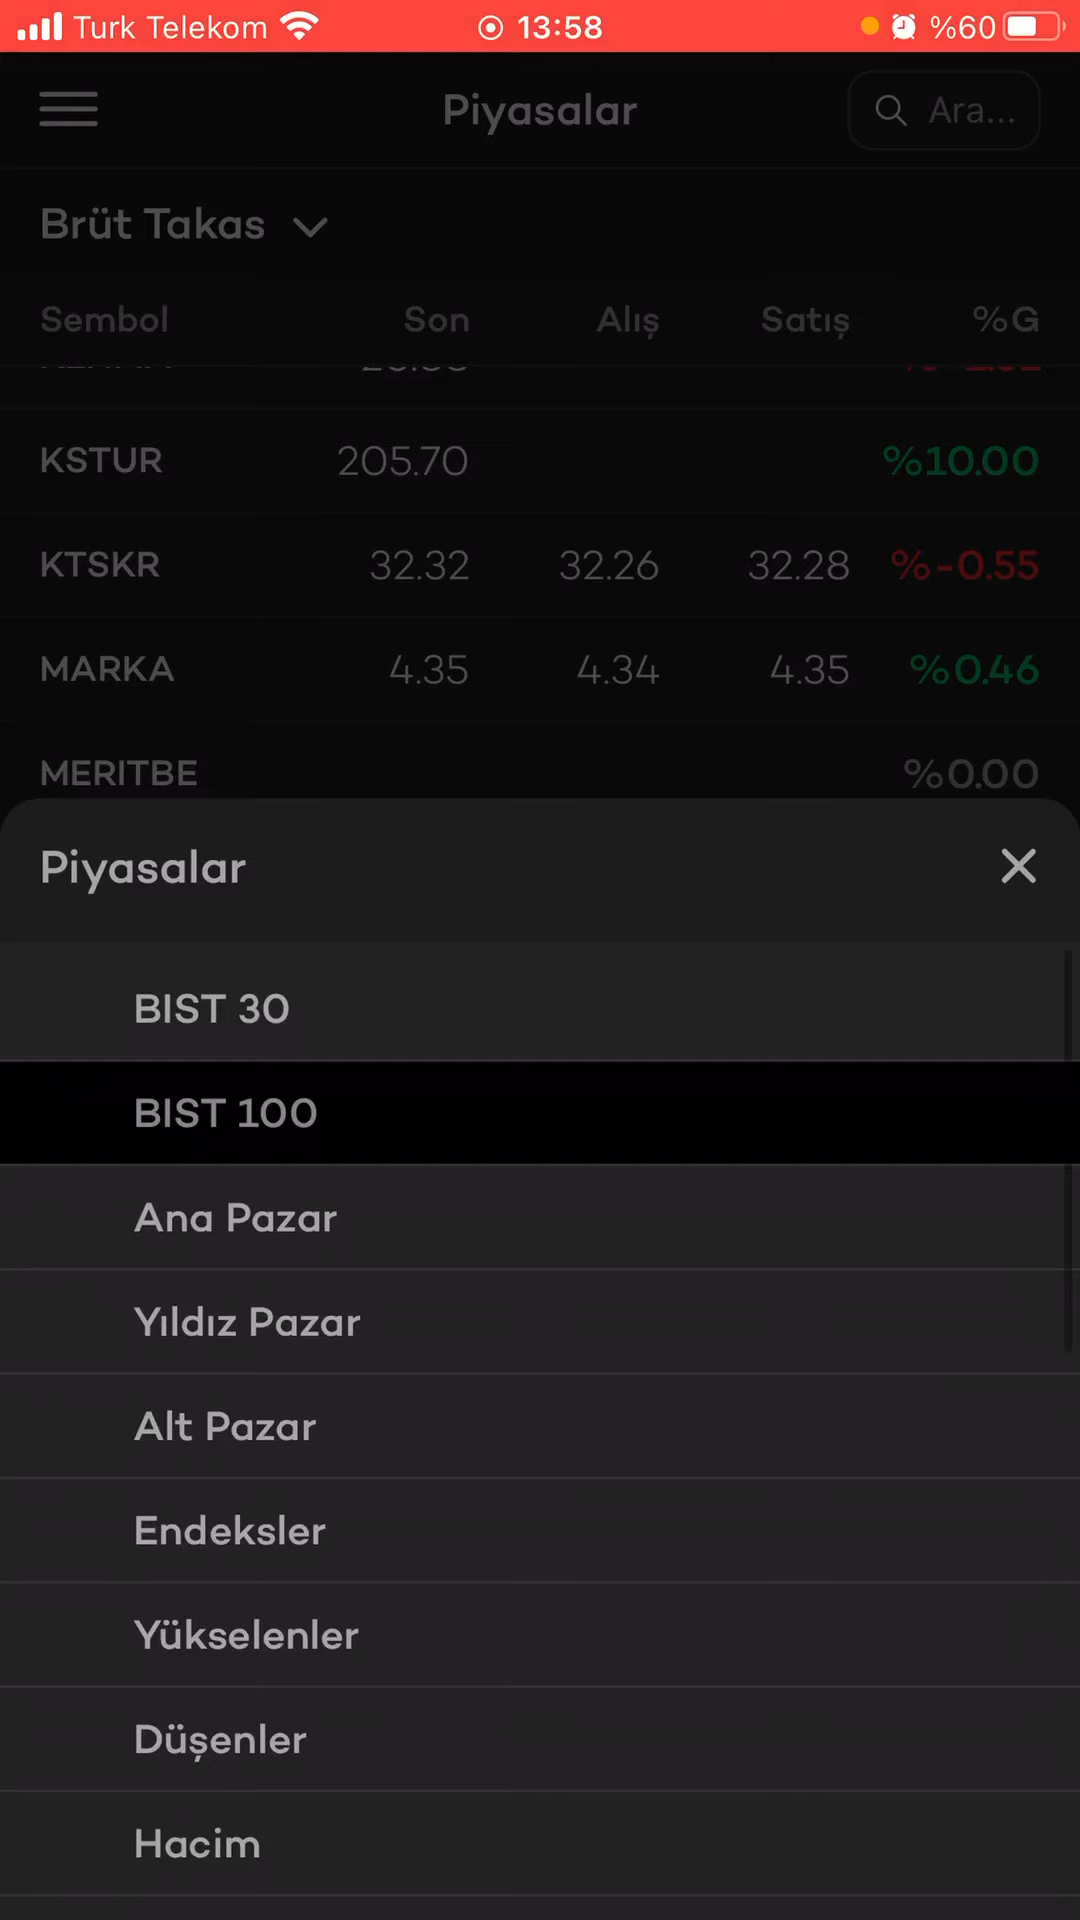 Turk Telekom 13:58 %60
Piyasalar Ara...
Brüt Takas
Sembol Son Alış Satış %G
KSTUR 205.70 %10.00
KTSKR 32.32 32.26 32.28 %-0.55
MARKA 4.35 4.34 4.35 %0.46
MERITBE %0.00
Piyasalar
BIST 30
BIST 100
Ana Pazar
Yıldız Pazar
Alt Pazar
Endeksler
Yükselenler
Düşenler
Hacim